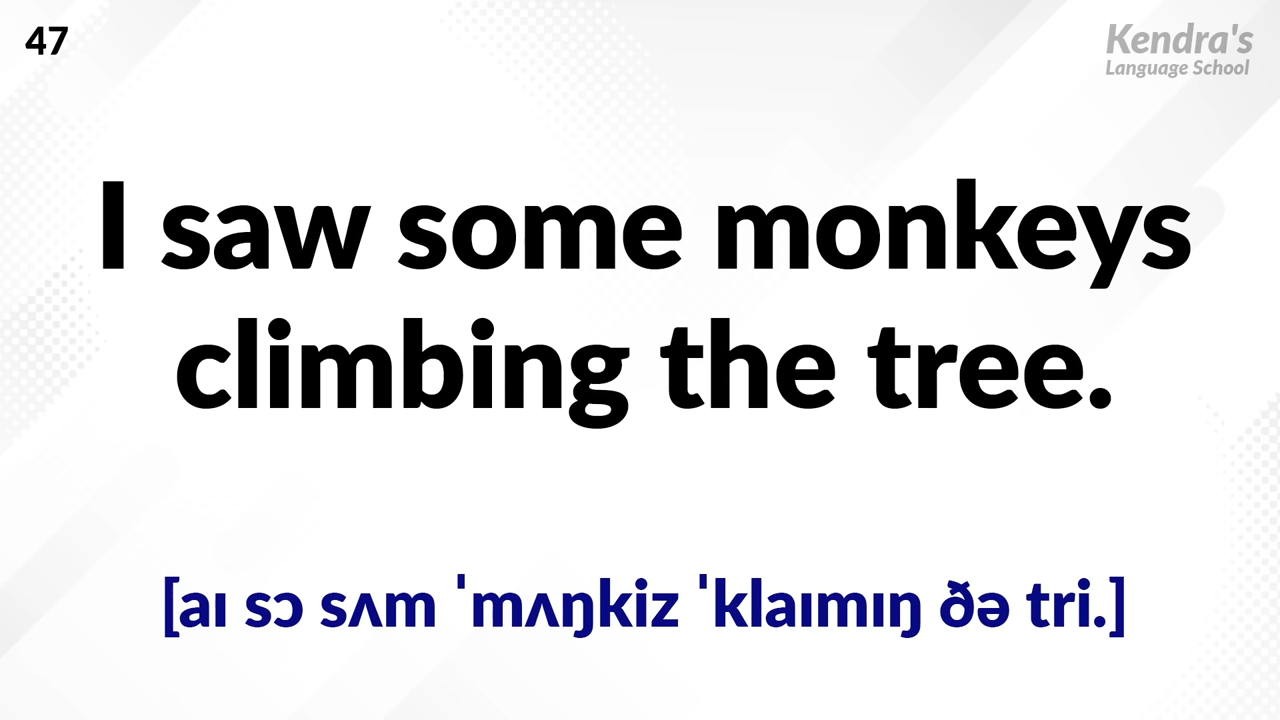 47
Kendra's
Language School
I saw some monkeys
climbing the tree.
[aɪ sɔ sʌm ˈmʌŋkiz ˈklaɪmɪŋ ðə tri.]